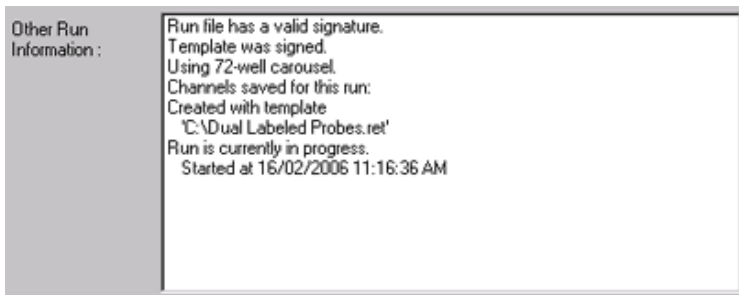 Other Run
Information :
Run file has a valid signature.
Template was signed.
Using 72-well carousel.
Channels saved for this run:
Created with template
'C:\Dual Labeled Probes.ret'
Run is currently in progress.
Started at 16/02/2006 11:16:36 AM